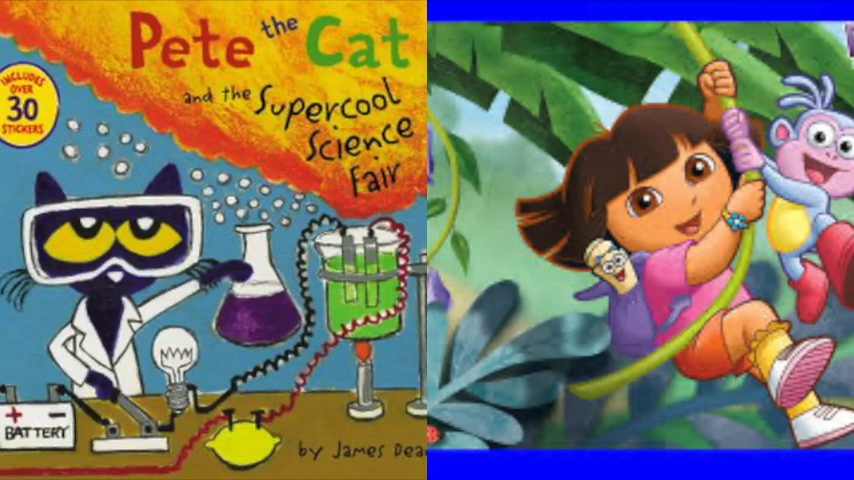 Pete the Cat
and the Supercool
Science
Fair
INCLUDES
OVER
30
STICKERS
+ −
BATTERY
by James Dea